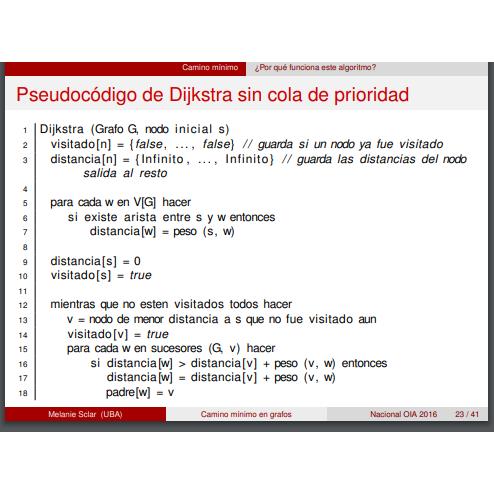 Camino mínimo ¿Por qué funciona este algoritmo?
Pseudocódigo de Dijkstra sin cola de prioridad
1 Dijkstra (Grafo G, nodo inicial s)
2 visitado[n] = {false, ..., false} // guarda si un nodo ya fue visitado
3 distancia[n] = {Infinito, ..., Infinito} // guarda las distancias del nodo
salida al resto
4
5 para cada w en V[G] hacer
6 si existe arista entre s y w entonces
7 distancia[w] = peso (s, w)
8
9 distancia[s] = 0
10 visitado[s] = true
11
12 mientras que no esten visitados todos hacer
13 v = nodo de menor distancia a s que no fue visitado aun
14 visitado[v] = true
15 para cada w en sucesores (G, v) hacer
16 si distancia[w] > distancia[v] + peso (v, w) entonces
17 distancia[w] = distancia[v] + peso (v, w)
18 padre[w] = v
Melanie Sclar (UBA) Camino mínimo en grafos Nacional OIA 2016 23 / 41